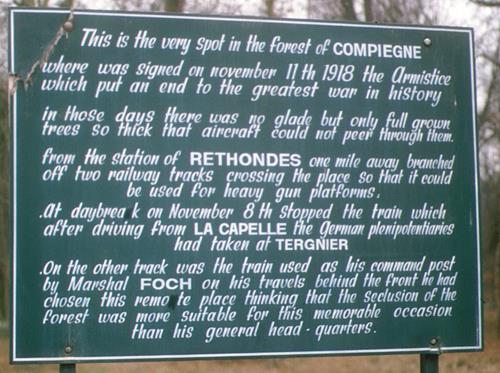 This is the very spot in the forest of COMPIEGNE
where was signed on november 11 th 1918 the Armistice
which put an end to the greatest war in history
in those days there was no glade but only full grown
trees so thick that aircraft could not peer through them.
from the station of RETHONDES one mile away branched
off two railway tracks crossing the place so that it could
be used for heavy gun platforms.
.At daybreak on November 8 th stopped the train which
after driving from LA CAPELLE the German plenipotentiaries
had taken at TERGNIER
.On the other track was the train used as his command post
by Marshal FOCH on his travels behind the front he had
chosen this remote place thinking that the seclusion of the
forest was more suitable for this memorable occasion
than his general head-quarters.